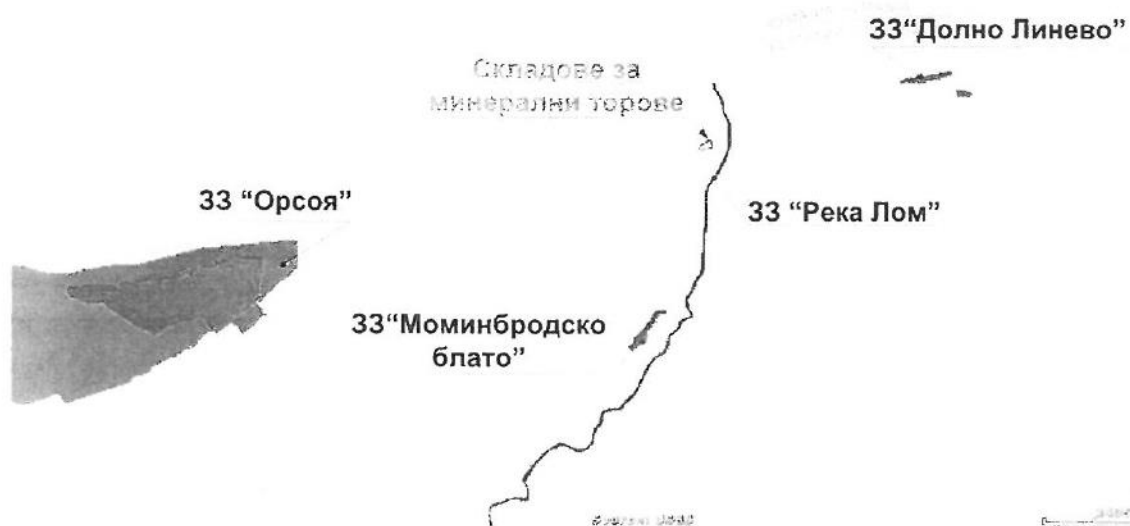 ЗЗ“Долно Линево”
Складове за
минерални торове
ЗЗ “Орсоя”
ЗЗ “Река Лом”
ЗЗ“Моминбродско
блато”